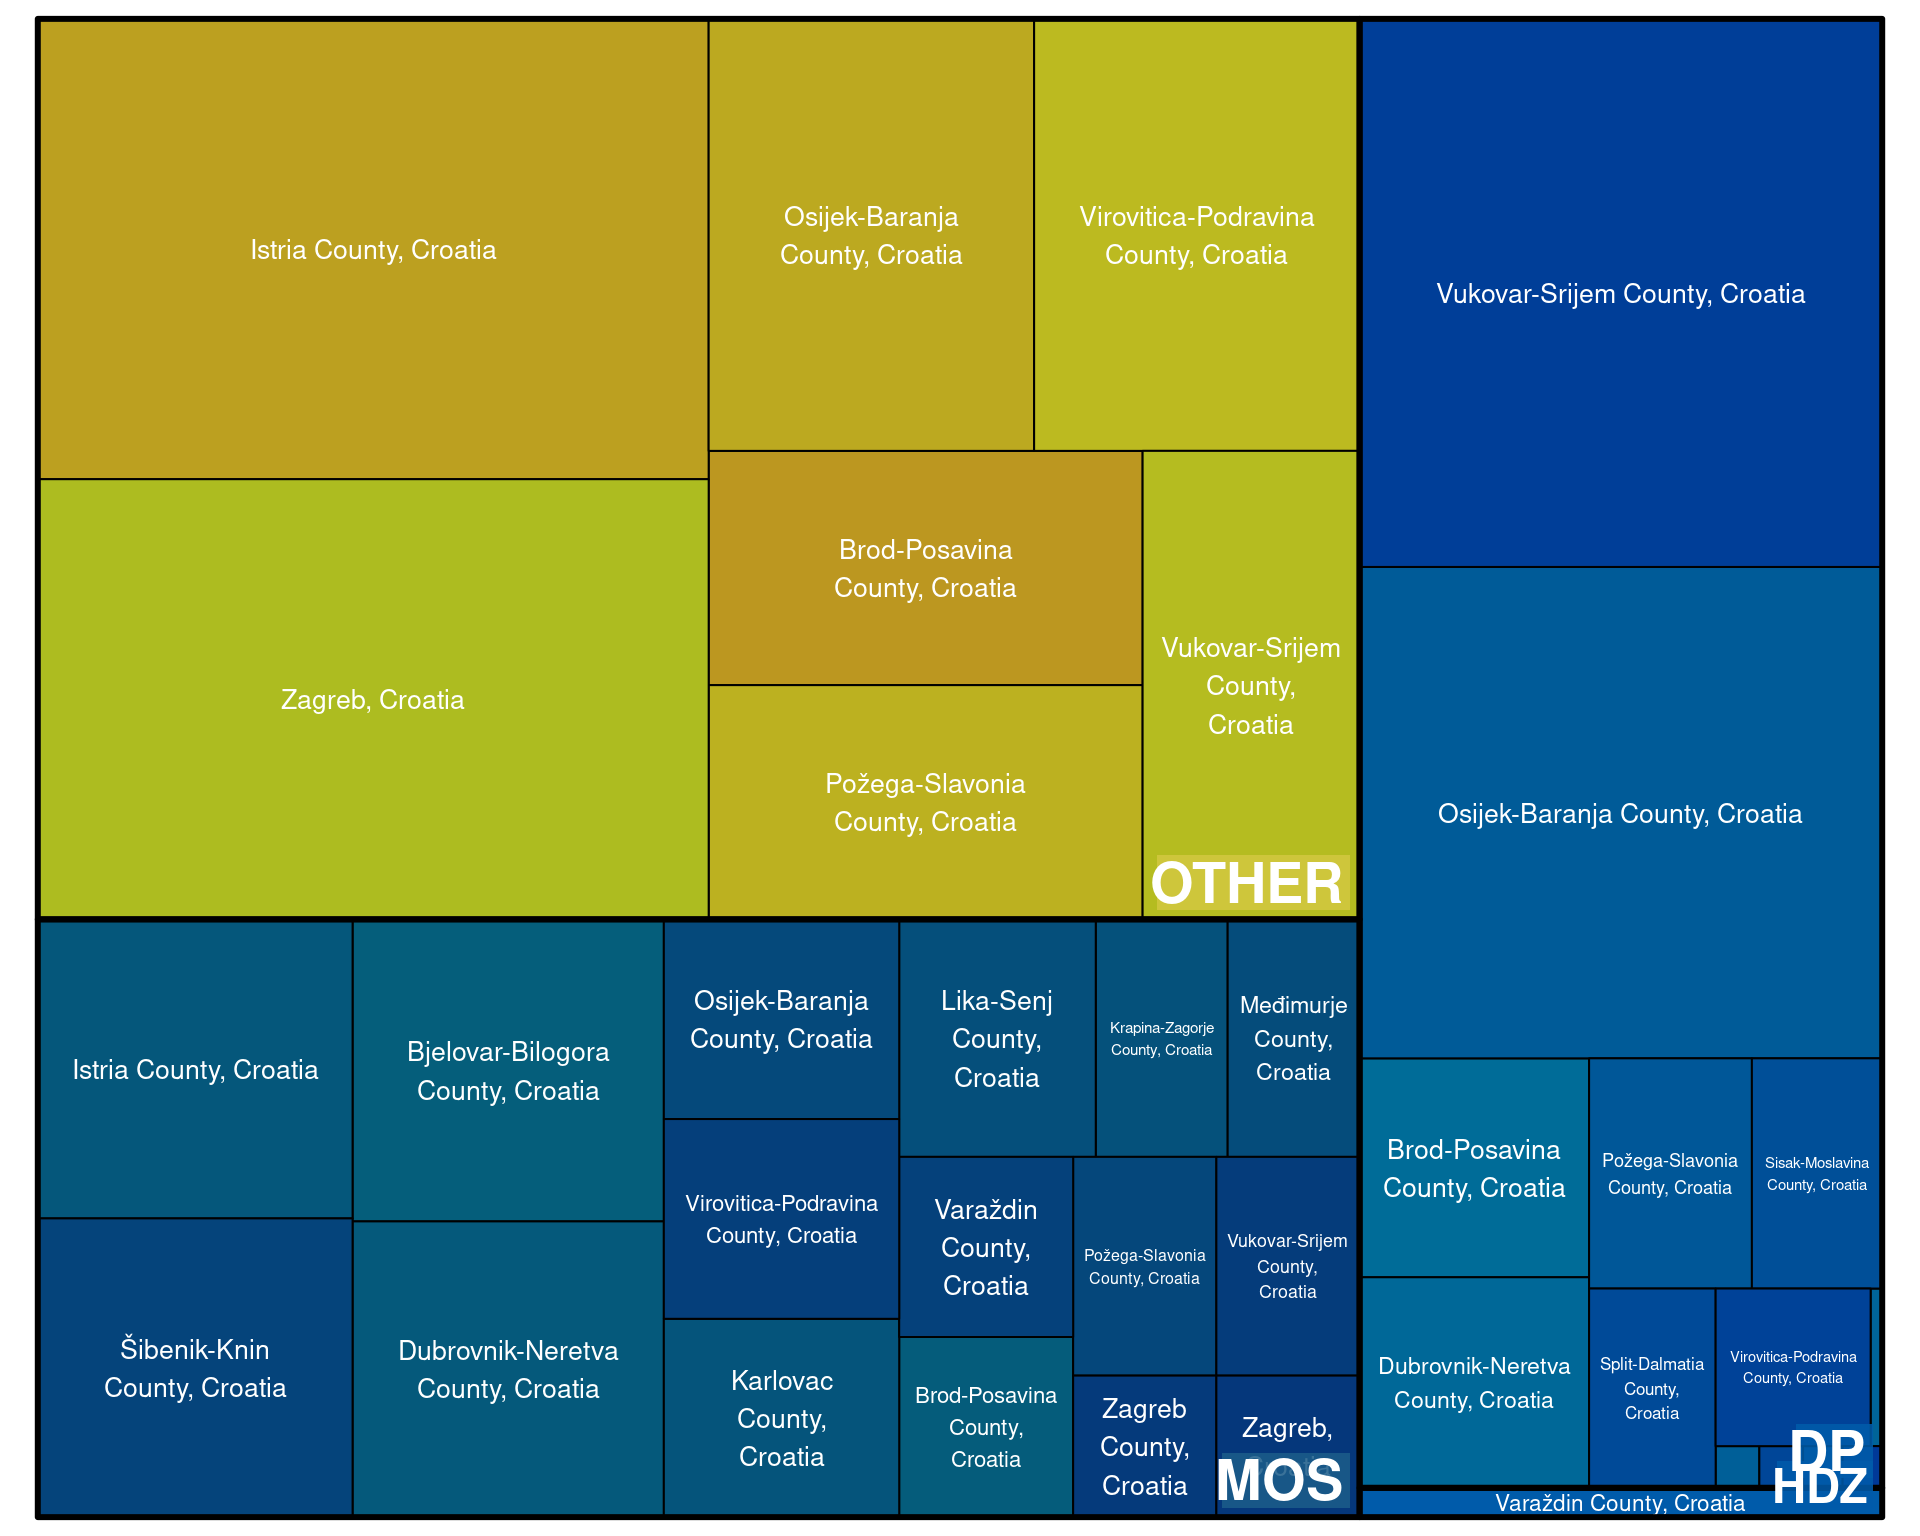 Istria County, Croatia
Osijek-Baranja
County, Croatia
Virovitica-Podravina
County, Croatia
Zagreb, Croatia
Brod-Posavina
County, Croatia
Požega-Slavonia
County, Croatia
Vukovar-Srijem
County,
Croatia
OTHER
Istria County, Croatia
Šibenik-Knin
County, Croatia
Bjelovar-Bilogora
County, Croatia
Dubrovnik-Neretva
County, Croatia
Osijek-Baranja
County, Croatia
Virovitica-Podravina
County, Croatia
Karlovac
County,
Croatia
Lika-Senj
County,
Croatia
Krapina-Zagorje
County, Croatia
Međimurje
County,
Croatia
Varaždin
County,
Croatia
Brod-Posavina
County,
Croatia
Požega-Slavonia
County, Croatia
Vukovar-Srijem
County,
Croatia
Zagreb
County,
Croatia
Zagreb,
MOS
Vukovar-Srijem County, Croatia
Osijek-Baranja County, Croatia
Brod-Posavina
County, Croatia
Dubrovnik-Neretva
County, Croatia
Požega-Slavonia
County, Croatia
Sisak-Moslavina
County, Croatia
Split-Dalmatia
County,
Croatia
Virovitica-Podravina
County, Croatia
DP
HDZ
Varaždin County, Croatia